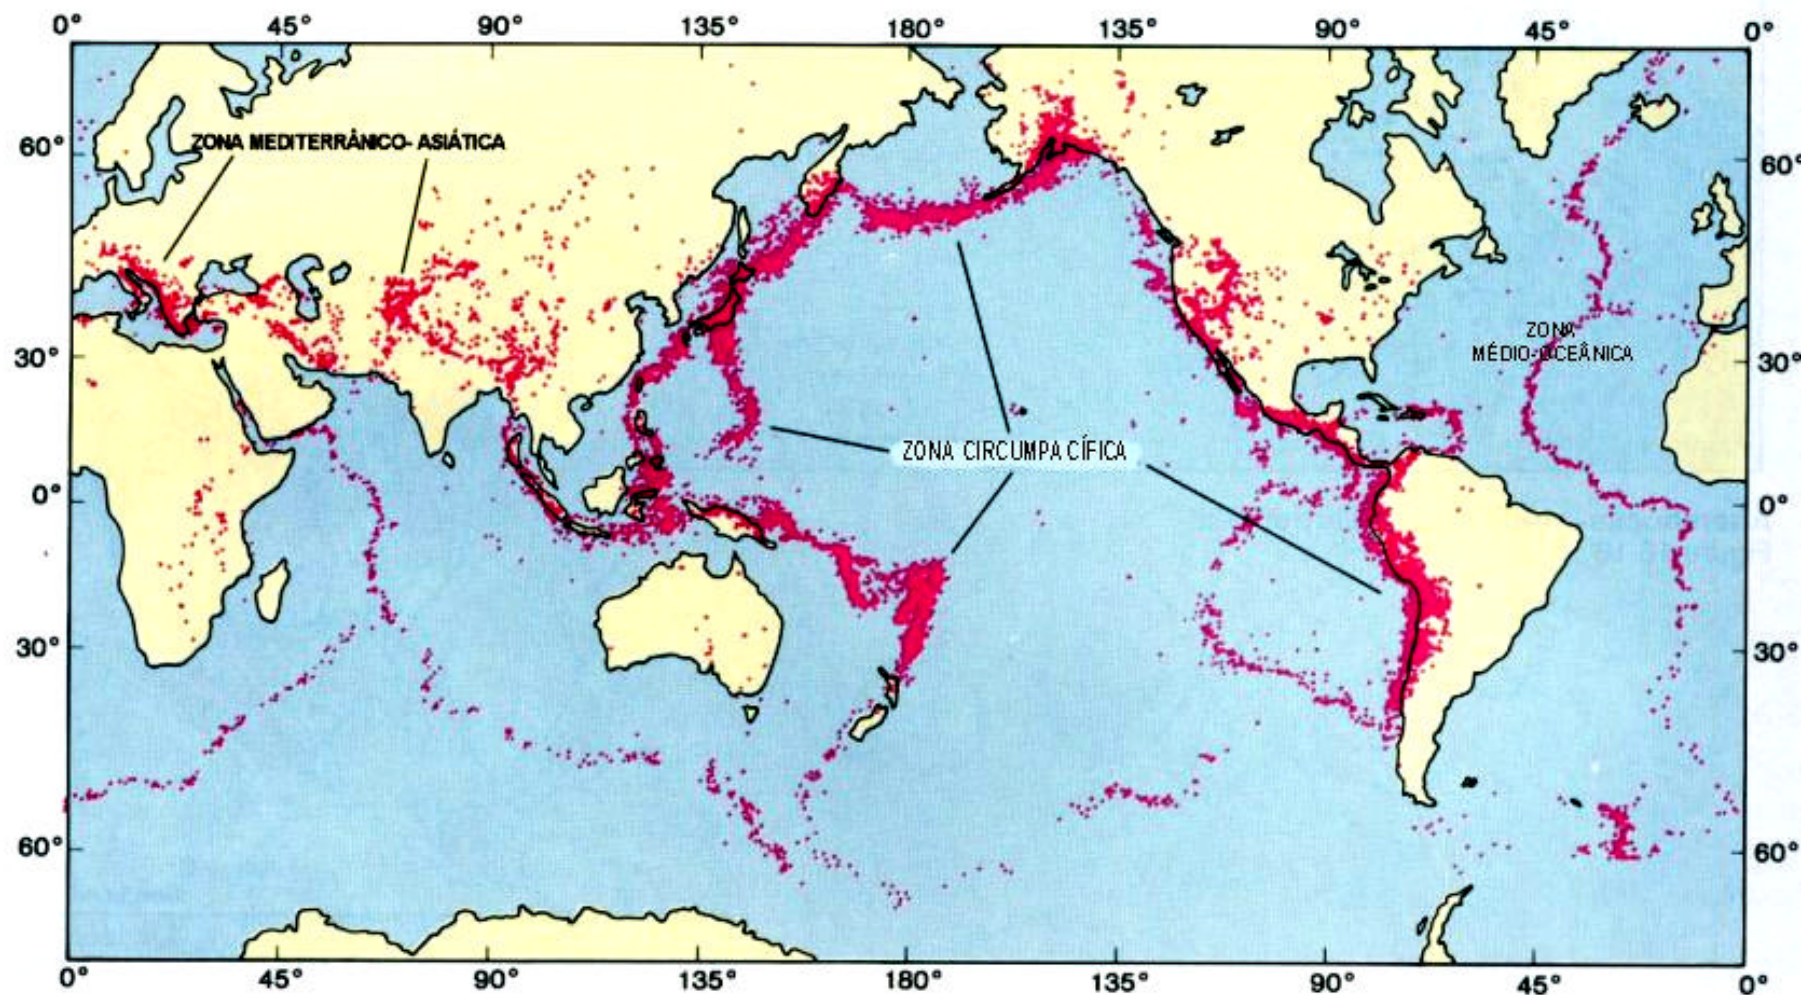 0° 45° 90° 135° 180° 135° 90° 45° 0°
ZONA MEDITERRÂNICO- ASIÁTICA
60° 60°
ZONA
MÉDIO-OCEÂNICA
30° 30°
ZONA CIRCUMPA CÍFICA
0° 0°
30° 30°
60° 60°
0° 45° 90° 135° 180° 135° 90° 45° 0°